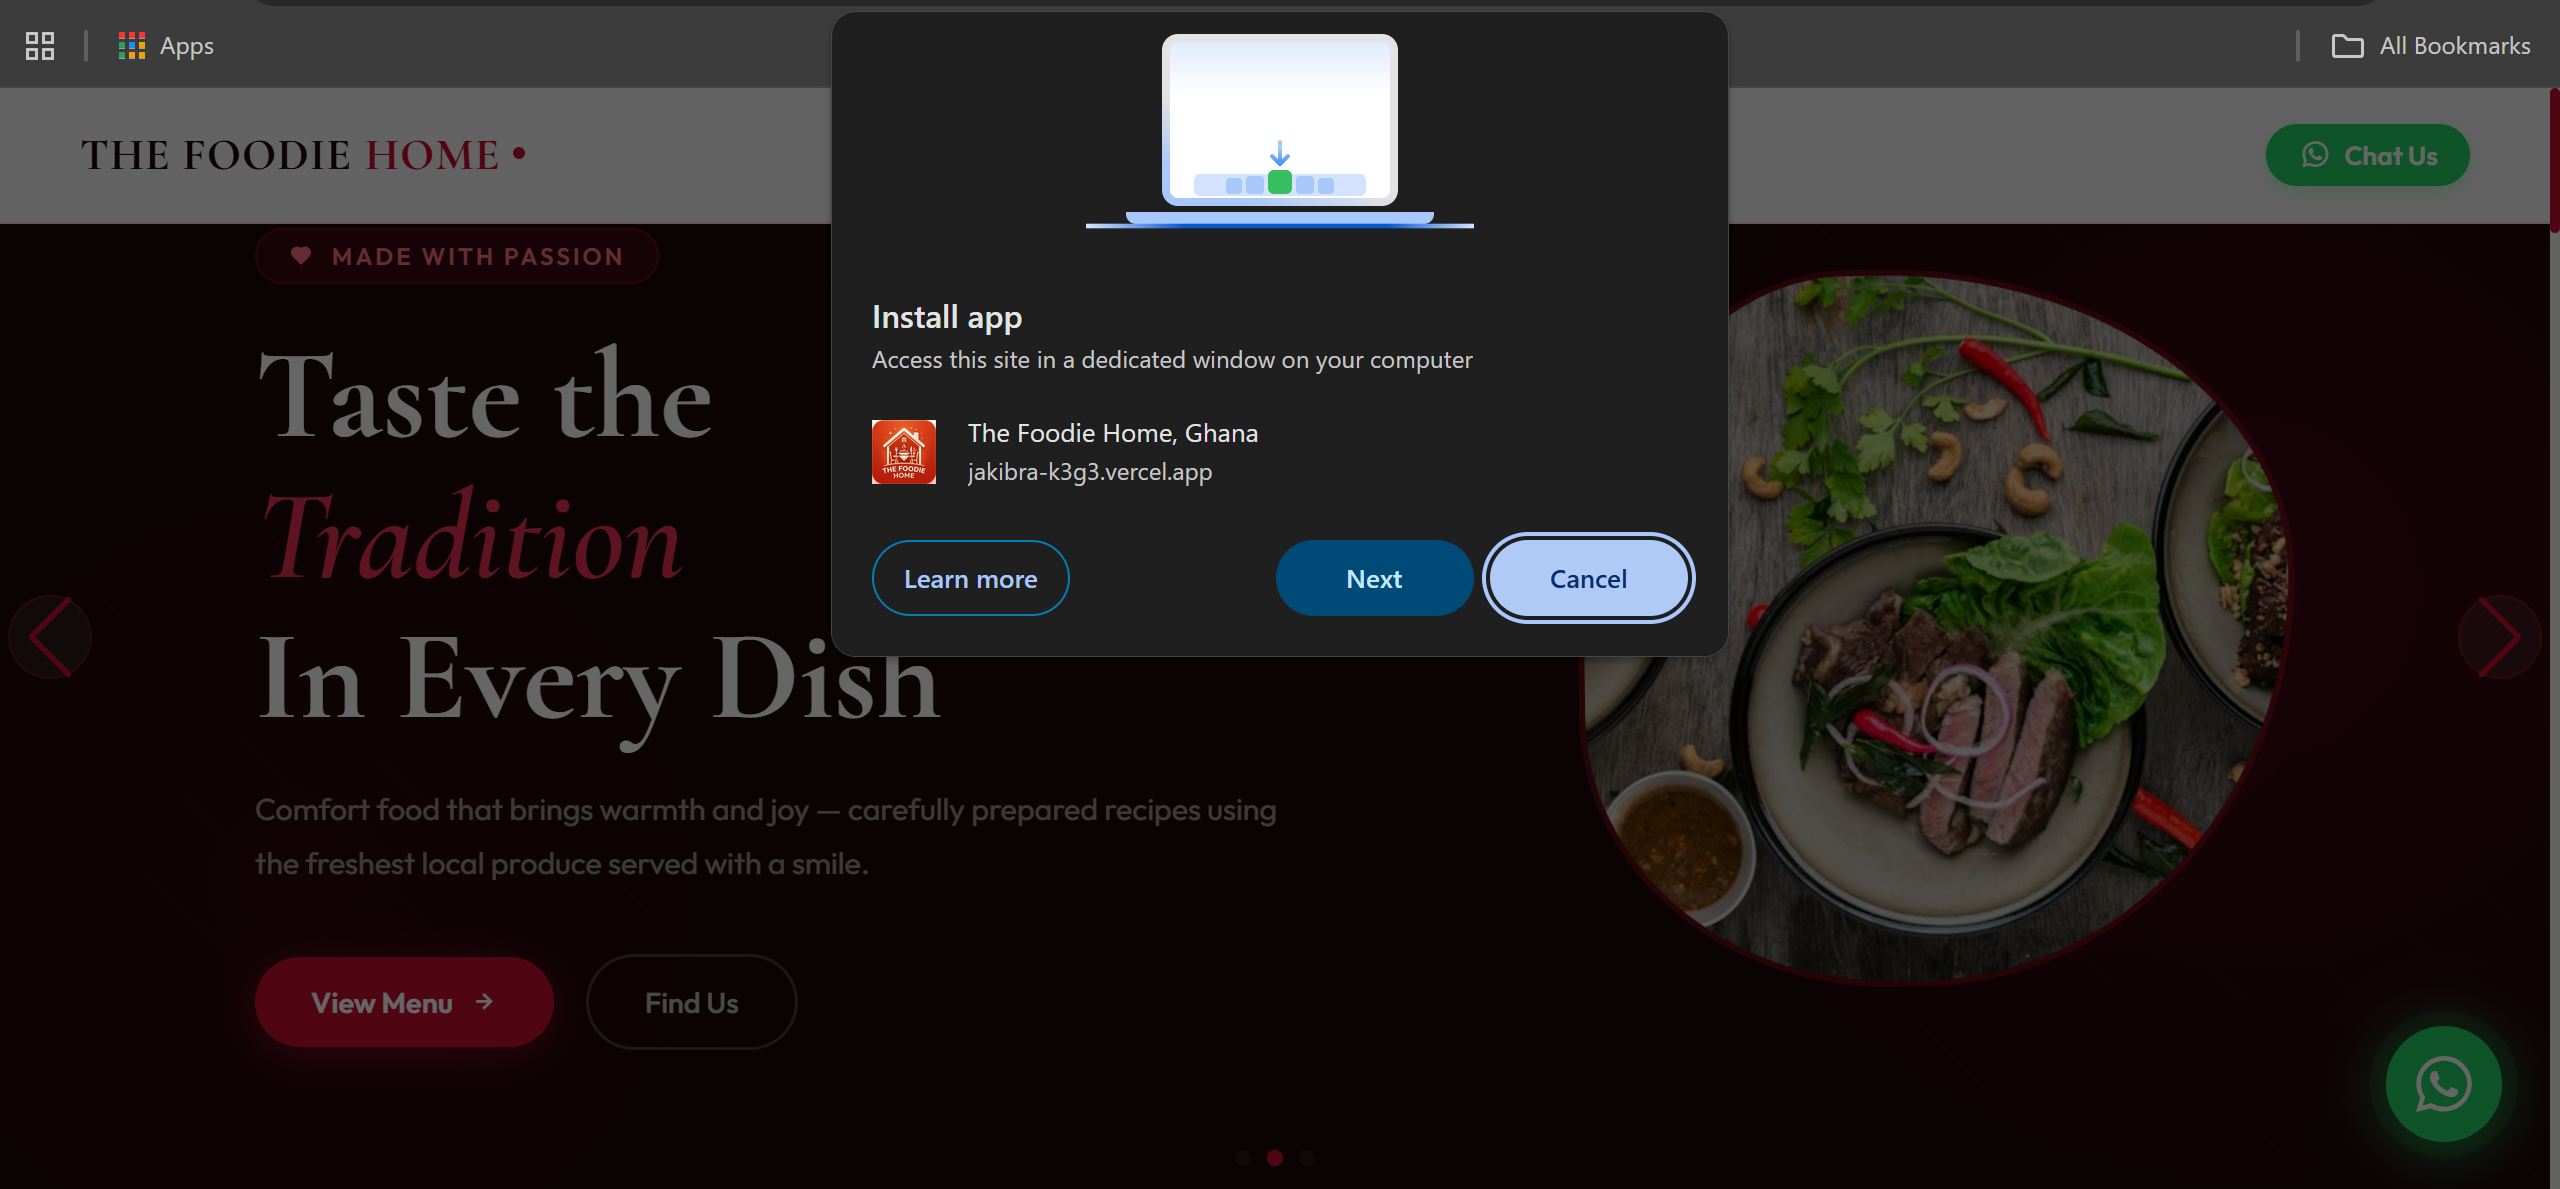 Apps
All Bookmarks
THE FOODIE HOME •
Chat Us
MADE WITH PASSION
Taste the
Tradition
In Every Dish
Comfort food that brings warmth and joy — carefully prepared recipes using
the freshest local produce served with a smile.
View Menu →
Find Us
Install app
Access this site in a dedicated window on your computer
THE FOODIE
HOME
The Foodie Home, Ghana
jakibra-k3g3.vercel.app
Learn more
Next
Cancel